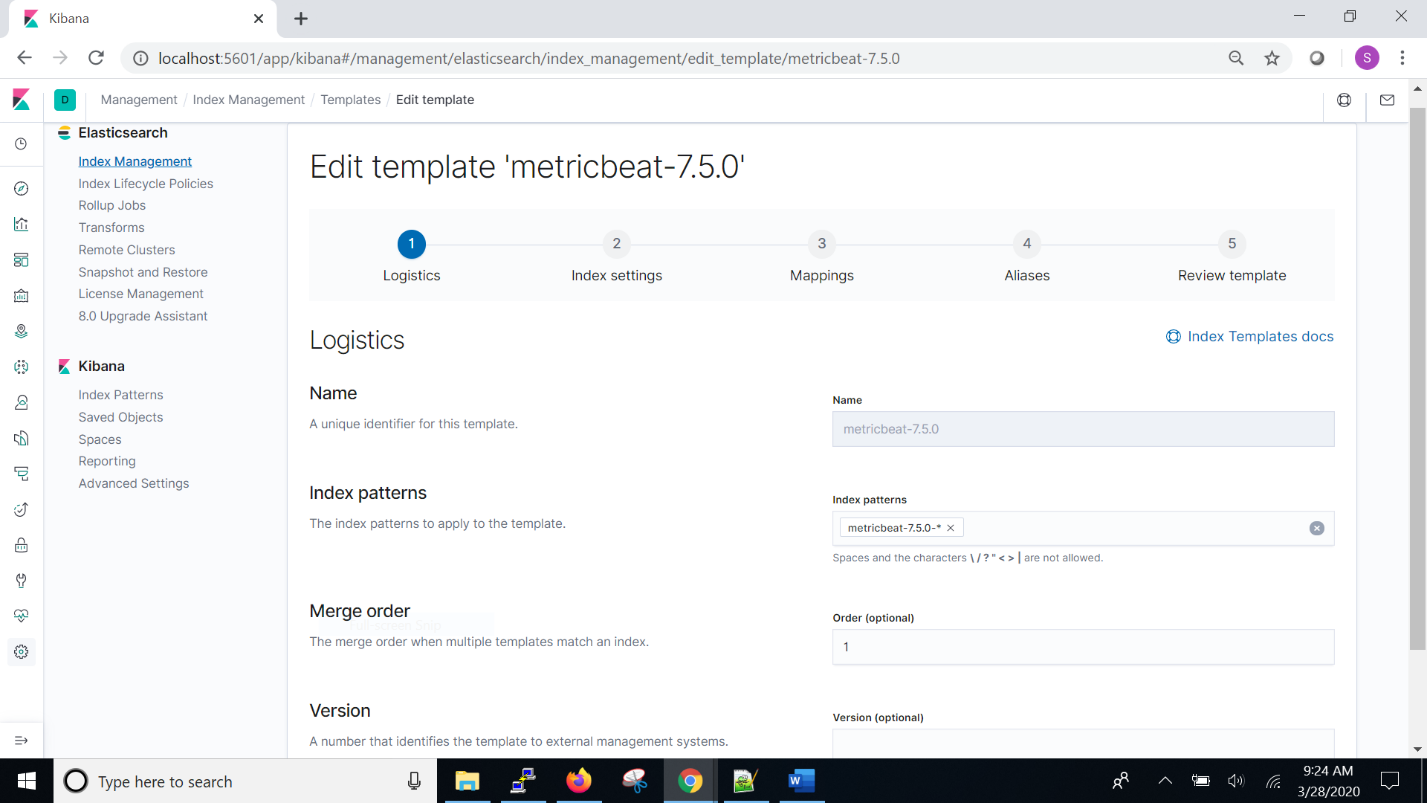 Kibana
localhost:5601/app/kibana#/management/elasticsearch/index_management/edit_template/metricbeat-7.5.0
S
D
Management / Index Management / Templates / Edit template
Elasticsearch
Index Management
Index Lifecycle Policies
Rollup Jobs
Transforms
Remote Clusters
Snapshot and Restore
License Management
8.0 Upgrade Assistant
Kibana
Index Patterns
Saved Objects
Spaces
Reporting
Advanced Settings
Edit template 'metricbeat-7.5.0'
1 2 3 4 5
Logistics Index settings Mappings Aliases Review template
Logistics
Index Templates docs
Name
A unique identifier for this template.
Name
metricbeat-7.5.0
Index patterns
The index patterns to apply to the template.
Index patterns
metricbeat-7.5.0-*
Spaces and the characters \ / ? " < > | are not allowed.
Merge order
The merge order when multiple templates match an index.
Order (optional)
1
Version
A number that identifies the template to external management systems.
Version (optional)
Type here to search
9:24 AM
3/28/2020